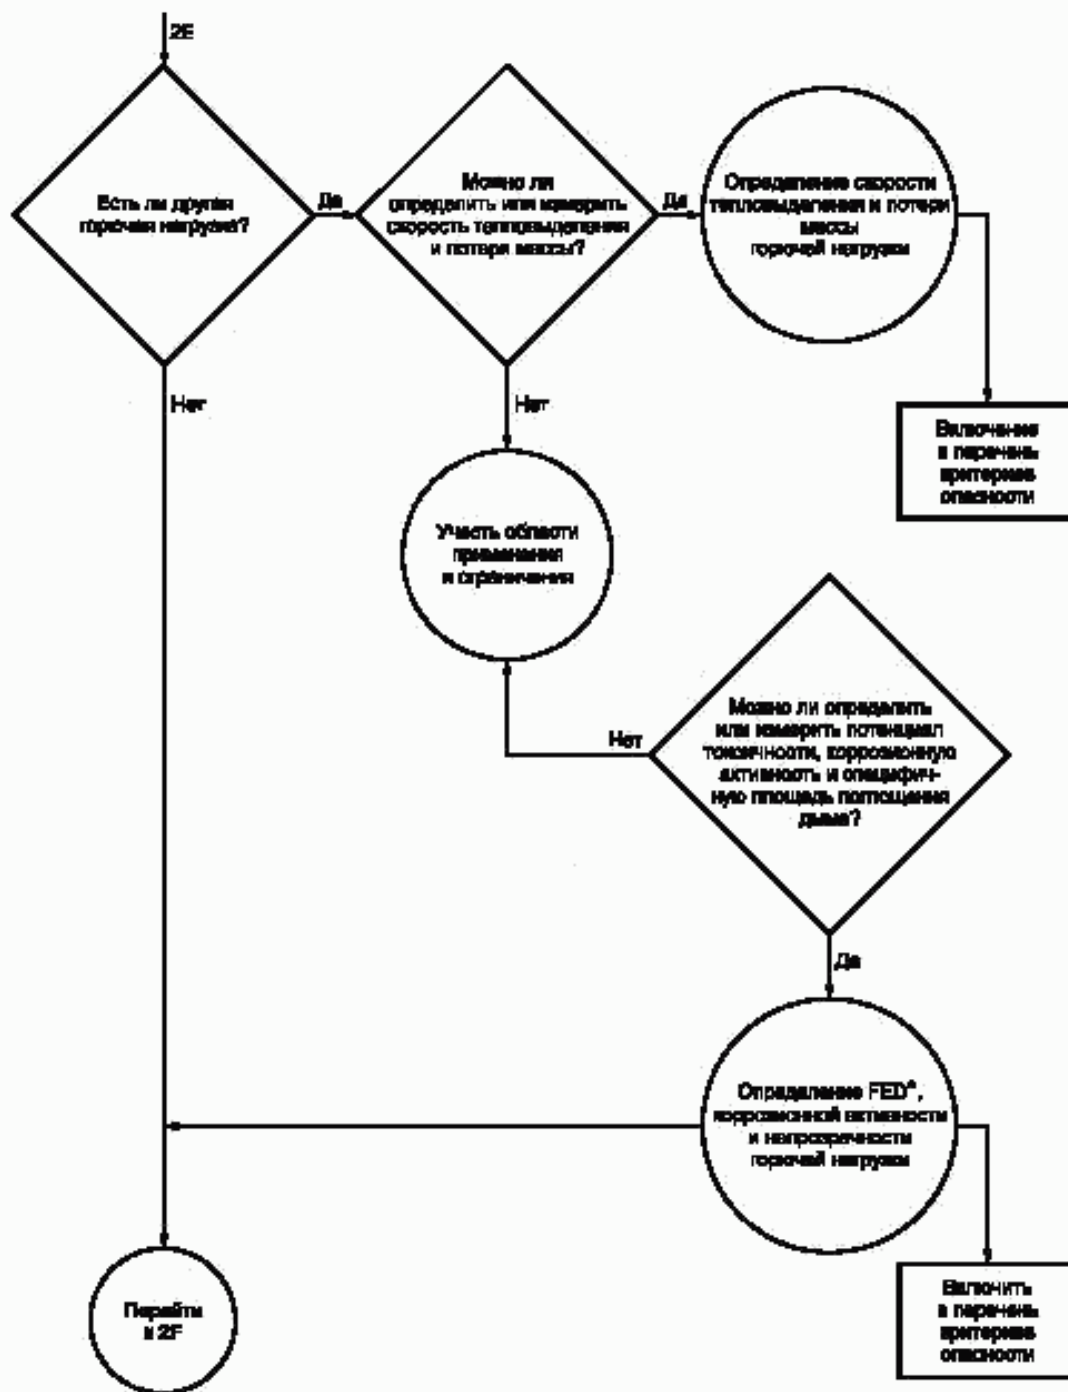 2E
Есть ли другая
горючая нагрузка?
Да
Можно ли
определить или измерить
скорость тепловыделения
и потери массы?
Да
Определение скорости
тепловыделения и потери
массы
горючей нагрузки
Нет
Нет
Включение
в перечень
критериев
опасности
Учесть области
применения
и ограничения
Можно ли определить
или измерить потенциал
токсичности, коррозионную
активность и специфич-
ную площадь поглощения
дыма?
Нет
Да
Определение FED*,
коррозионной активности
и непрозрачности
горючей нагрузки
Перейти
к 2F
Включить
в перечень
критериев
опасности